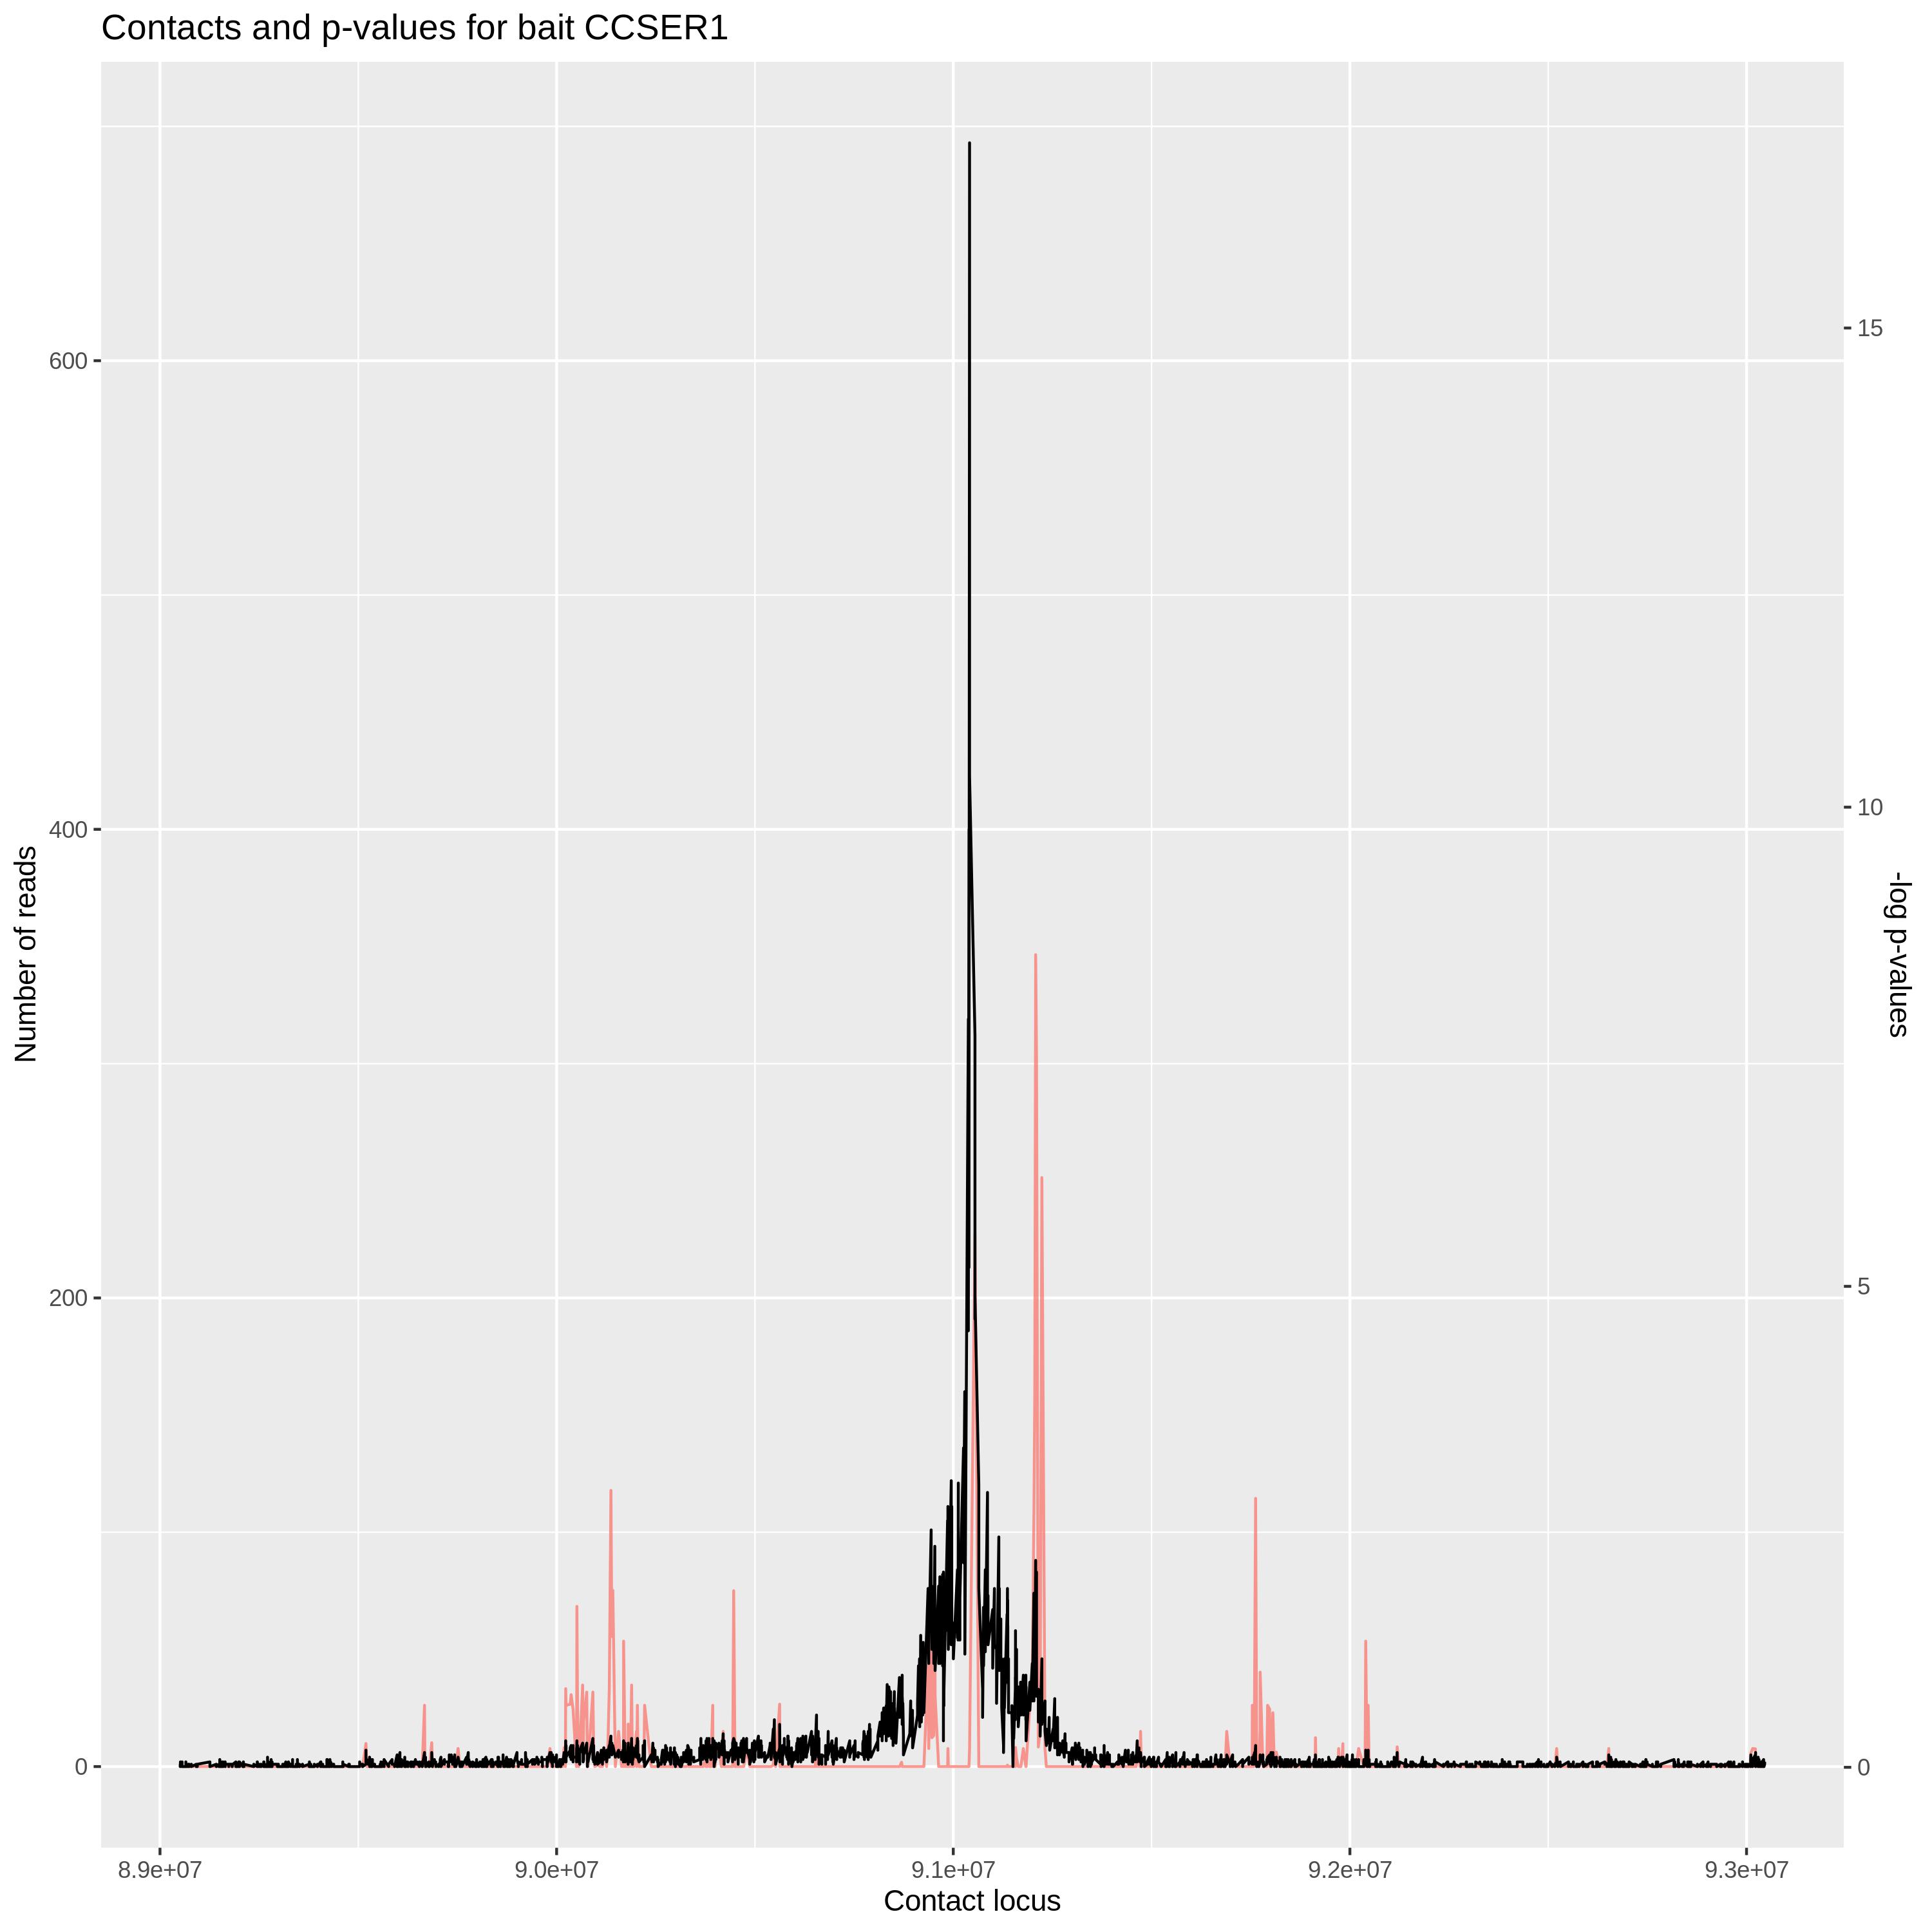 Contacts and p-values for bait CCSER1
600
400
200
0
Number of reads
15
10
5
0
-log p-values
8.9e+07 9.0e+07 9.1e+07 9.2e+07 9.3e+07
Contact locus